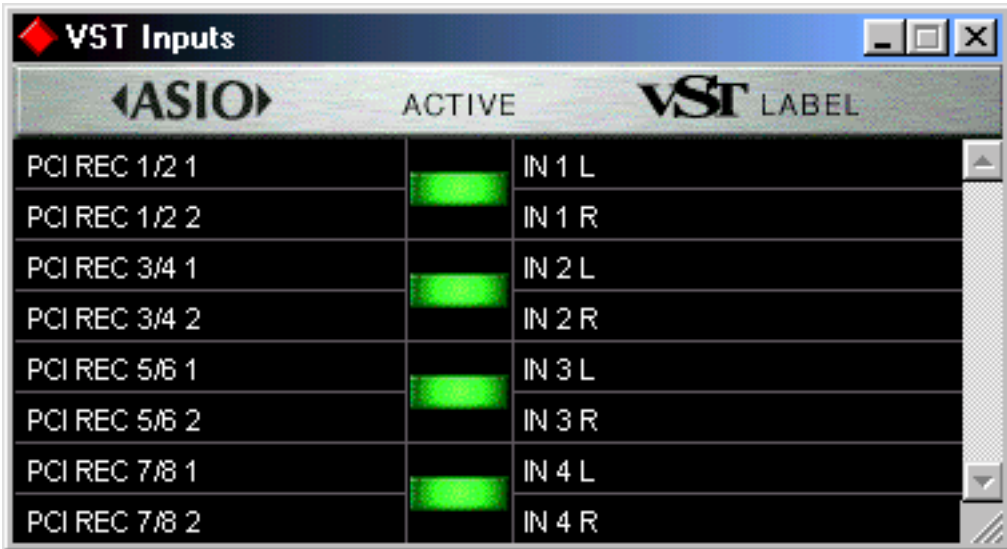 VST Inputs
ASIO ACTIVE VST LABEL
PCI REC 1/2 1 IN 1 L
PCI REC 1/2 2 IN 1 R
PCI REC 3/4 1 IN 2 L
PCI REC 3/4 2 IN 2 R
PCI REC 5/6 1 IN 3 L
PCI REC 5/6 2 IN 3 R
PCI REC 7/8 1 IN 4 L
PCI REC 7/8 2 IN 4 R